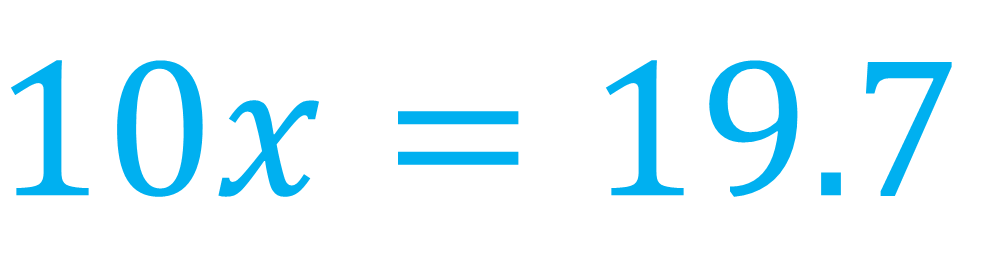 10x = 19.7